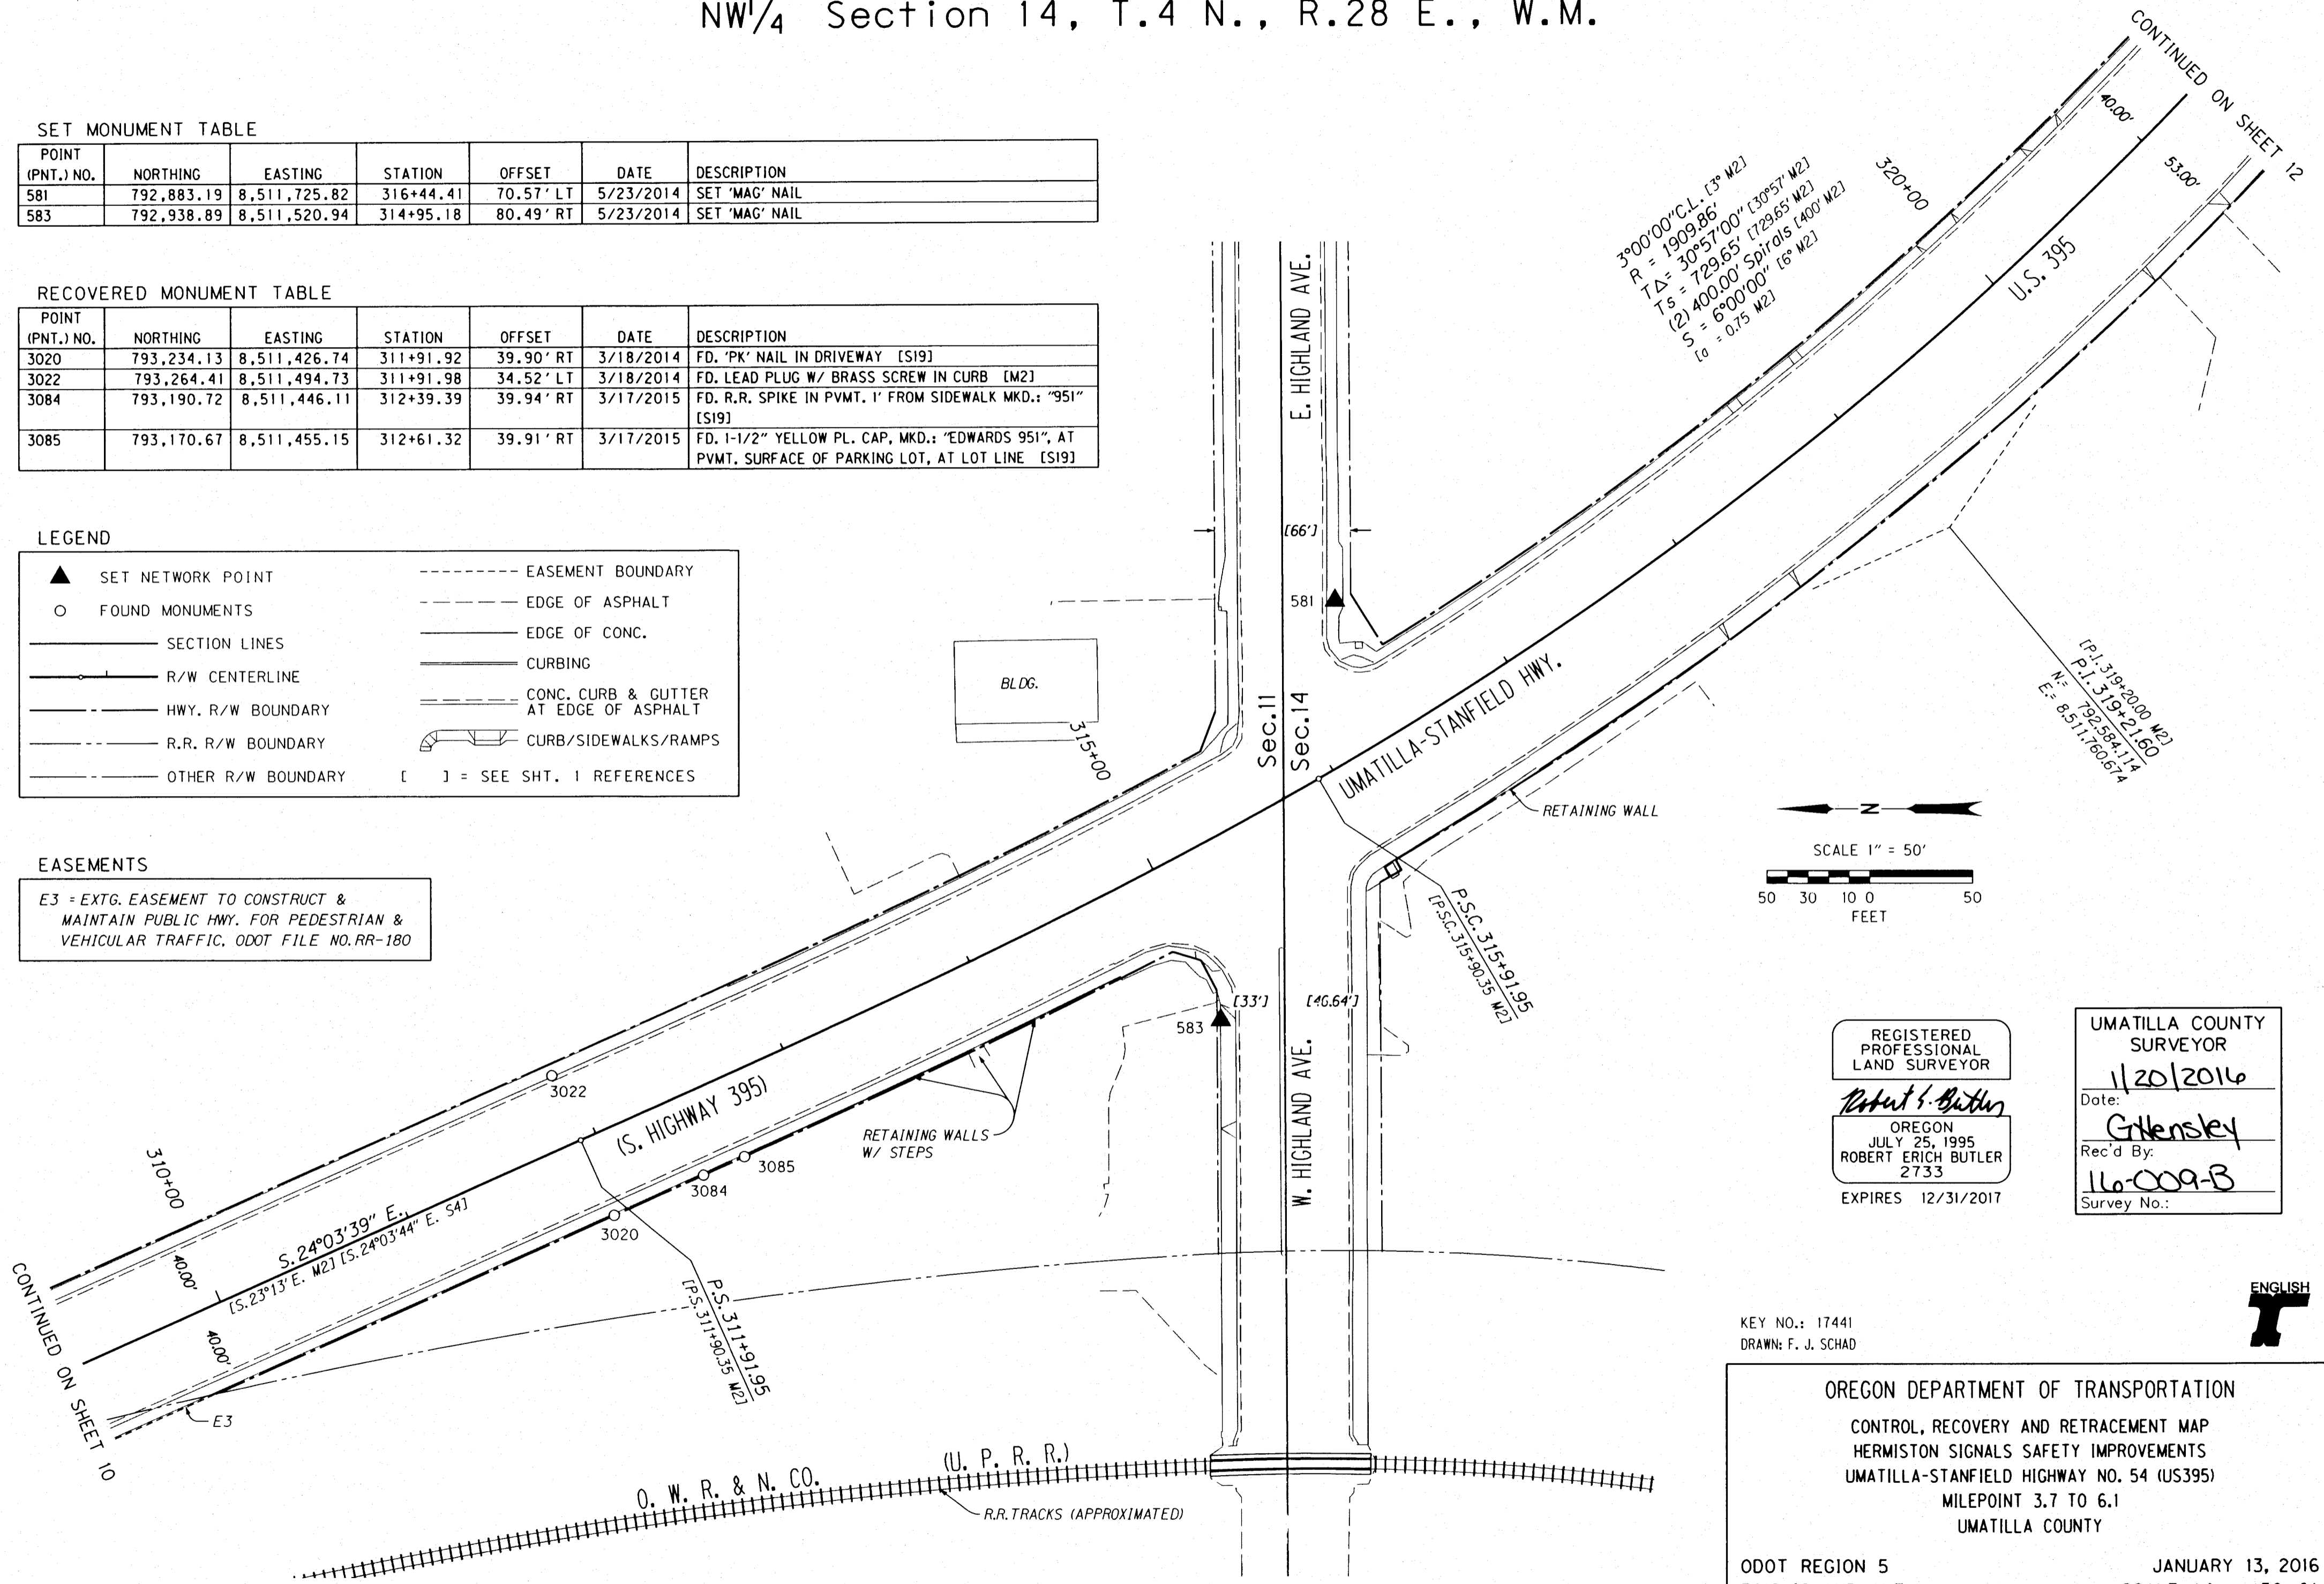 NW1/4 Section 14, T.4 N., R.28 E., W.M.
SET MONUMENT TABLE
POINT (PNT.) NO. NORTHING EASTING STATION OFFSET DATE DESCRIPTION
581 792,883.19 8,511,725.82 316+44.41 70.57' LT 5/23/2014 SET 'MAG' NAIL
583 792,938.89 8,511,520.94 314+95.18 80.49' RT 5/23/2014 SET 'MAG' NAIL
RECOVERED MONUMENT TABLE
POINT (PNT.) NO. NORTHING EASTING STATION OFFSET DATE DESCRIPTION
3020 793,234.13 8,511,426.74 311+91.92 39.90' RT 3/18/2014 FD. 'PK' NAIL IN DRIVEWAY [S19]
3022 793,264.41 8,511,494.73 311+91.98 34.52' LT 3/18/2014 FD. LEAD PLUG W/ BRASS SCREW IN CURB [M2]
3084 793,190.72 8,511,446.11 312+39.39 39.94' RT 3/17/2015 FD. R.R. SPIKE IN PVMT. 1' FROM SIDEWALK MKD.: "951"
[S19]
3085 793,170.67 8,511,455.15 312+61.32 39.91' RT 3/17/2015 FD. 1-1/2" YELLOW PL. CAP, MKD.: "EDWARDS 951", AT
PVMT. SURFACE OF PARKING LOT, AT LOT LINE [S19]
LEGEND
SET NETWORK POINT
FOUND MONUMENTS
SECTION LINES
R/W CENTERLINE
HWY. R/W BOUNDARY
R.R. R/W BOUNDARY
OTHER R/W BOUNDARY
EASEMENT BOUNDARY
EDGE OF ASPHALT
EDGE OF CONC.
CURBING
CONC. CURB & GUTTER
AT EDGE OF ASPHALT
CURB/SIDEWALKS/RAMPS
[ ] = SEE SHT. 1 REFERENCES
EASEMENTS
E3 = EXTG. EASEMENT TO CONSTRUCT &
MAINTAIN PUBLIC HWY. FOR PEDESTRIAN &
VEHICULAR TRAFFIC, ODOT FILE NO. RR-180
CONTINUED ON SHEET 12
40.00'
53.00'
320+00
U.S. 395
3°00'00" C.L. [3° M2]
R = 1909.86'
TΔ = 30°57'00" [30°57' M2]
Ts = 729.65' [729.65' M2]
(2) 400.00' Spirals [400' M2]
S = 6°00'00" [6° M2]
[a = 0.75 M2]
E. HIGHLAND AVE.
[66']
581
BLDG.
315+00
Sec.11
Sec.14
UMATILLA-STANFIELD HWY.
[P.I. 319+20.00 M2]
P.I. 319+21.60
N.= 792,584.114
E.= 8,511,760.674
RETAINING WALL
N
SCALE 1" = 50'
50 30 10 0 50
FEET
P.S.C. 315+91.95
[P.S.C. 315+90.35 M2]
[33']
[46.64']
583
W. HIGHLAND AVE.
3022
(S. HIGHWAY 395)
RETAINING WALLS
W/ STEPS
3085
3084
3020
310+00
S.24°03'39" E.
[S.23°13' E. M2] [S.24°03'44" E. S4]
40.00'
40.00'
CONTINUED ON SHEET 10
E3
P.S. 311+91.95
[P.S. 311+90.35 M2]
O. W. R. & N. CO.
(U. P. R. R.)
R.R. TRACKS (APPROXIMATED)
REGISTERED
PROFESSIONAL
LAND SURVEYOR
OREGON
JULY 25, 1995
ROBERT ERICH BUTLER
2733
EXPIRES 12/31/2017
UMATILLA COUNTY
SURVEYOR
1/20/2016
Date:
GHensley
Rec'd By:
16-009-B
Survey No.:
KEY NO.: 17441
DRAWN: F. J. SCHAD
ENGLISH
OREGON DEPARTMENT OF TRANSPORTATION
CONTROL, RECOVERY AND RETRACEMENT MAP
HERMISTON SIGNALS SAFETY IMPROVEMENTS
UMATILLA-STANFIELD HIGHWAY NO. 54 (US395)
MILEPOINT 3.7 TO 6.1
UMATILLA COUNTY
ODOT REGION 5
JANUARY 13, 2016